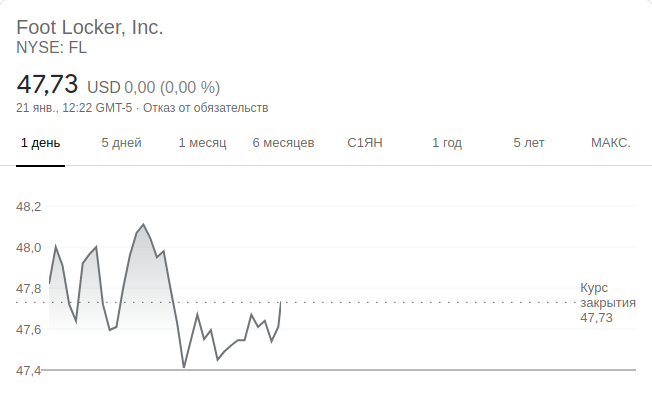 Foot Locker, Inc.
NYSE: FL
47,73 USD 0,00 (0,00 %)
21 янв., 12:22 GMT-5 · Отказ от обязательств
1 день 5 дней 1 месяц 6 месяцев С1ЯН 1 год 5 лет МАКС.
48,2
48,0
47,8
Курс
закрытия
47,73
47,6
47,4